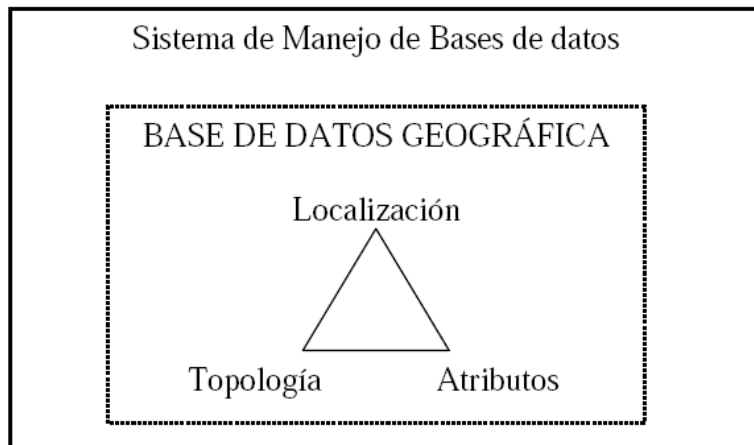 Sistema de Manejo de Bases de datos
BASE DE DATOS GEOGRÁFICA
Localización
Topología Atributos